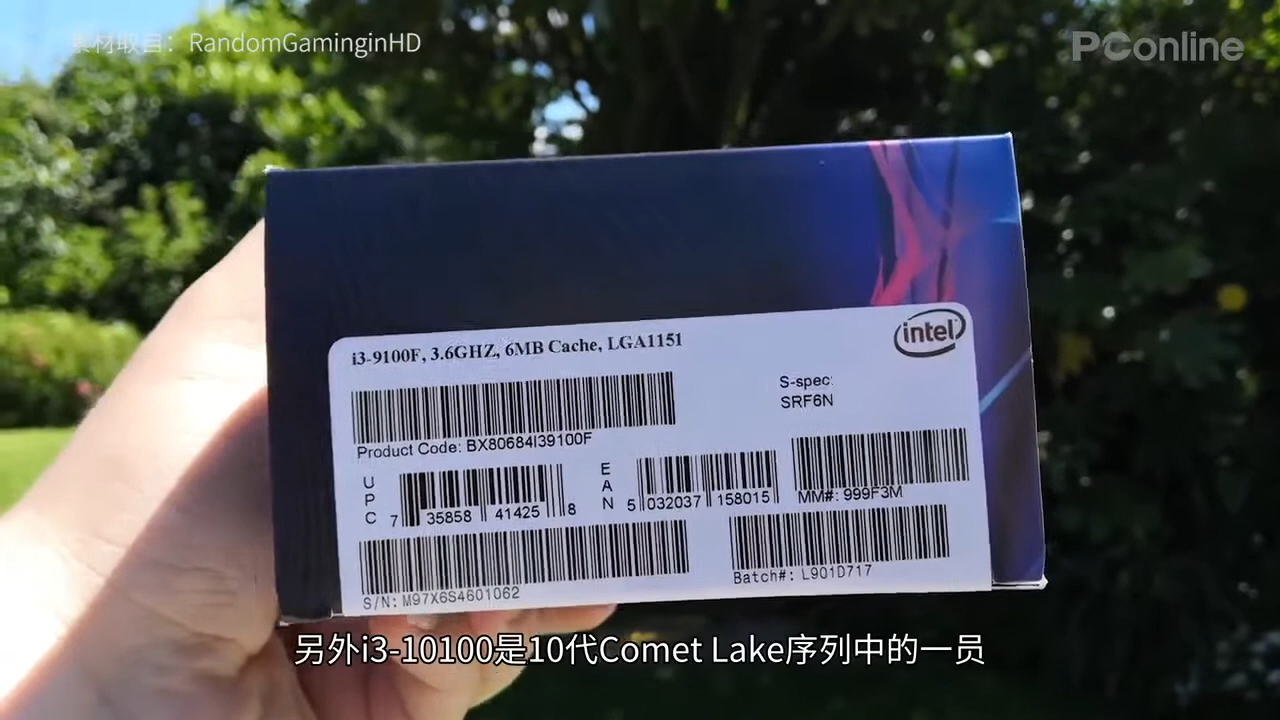 素材取自：RandomGaminginHD
PConline
i3-9100F, 3.6GHZ, 6MB Cache, LGA1151
intel
S-spec:
SRF6N
Product Code: BX80684I39100F
UPC 7 35858 41425 8
EAN 5 032037 158015
MM#: 999F3M
S/N: M97X6S4601062
Batch#: L901D717
另外i3-10100是10代Comet Lake序列中的一员